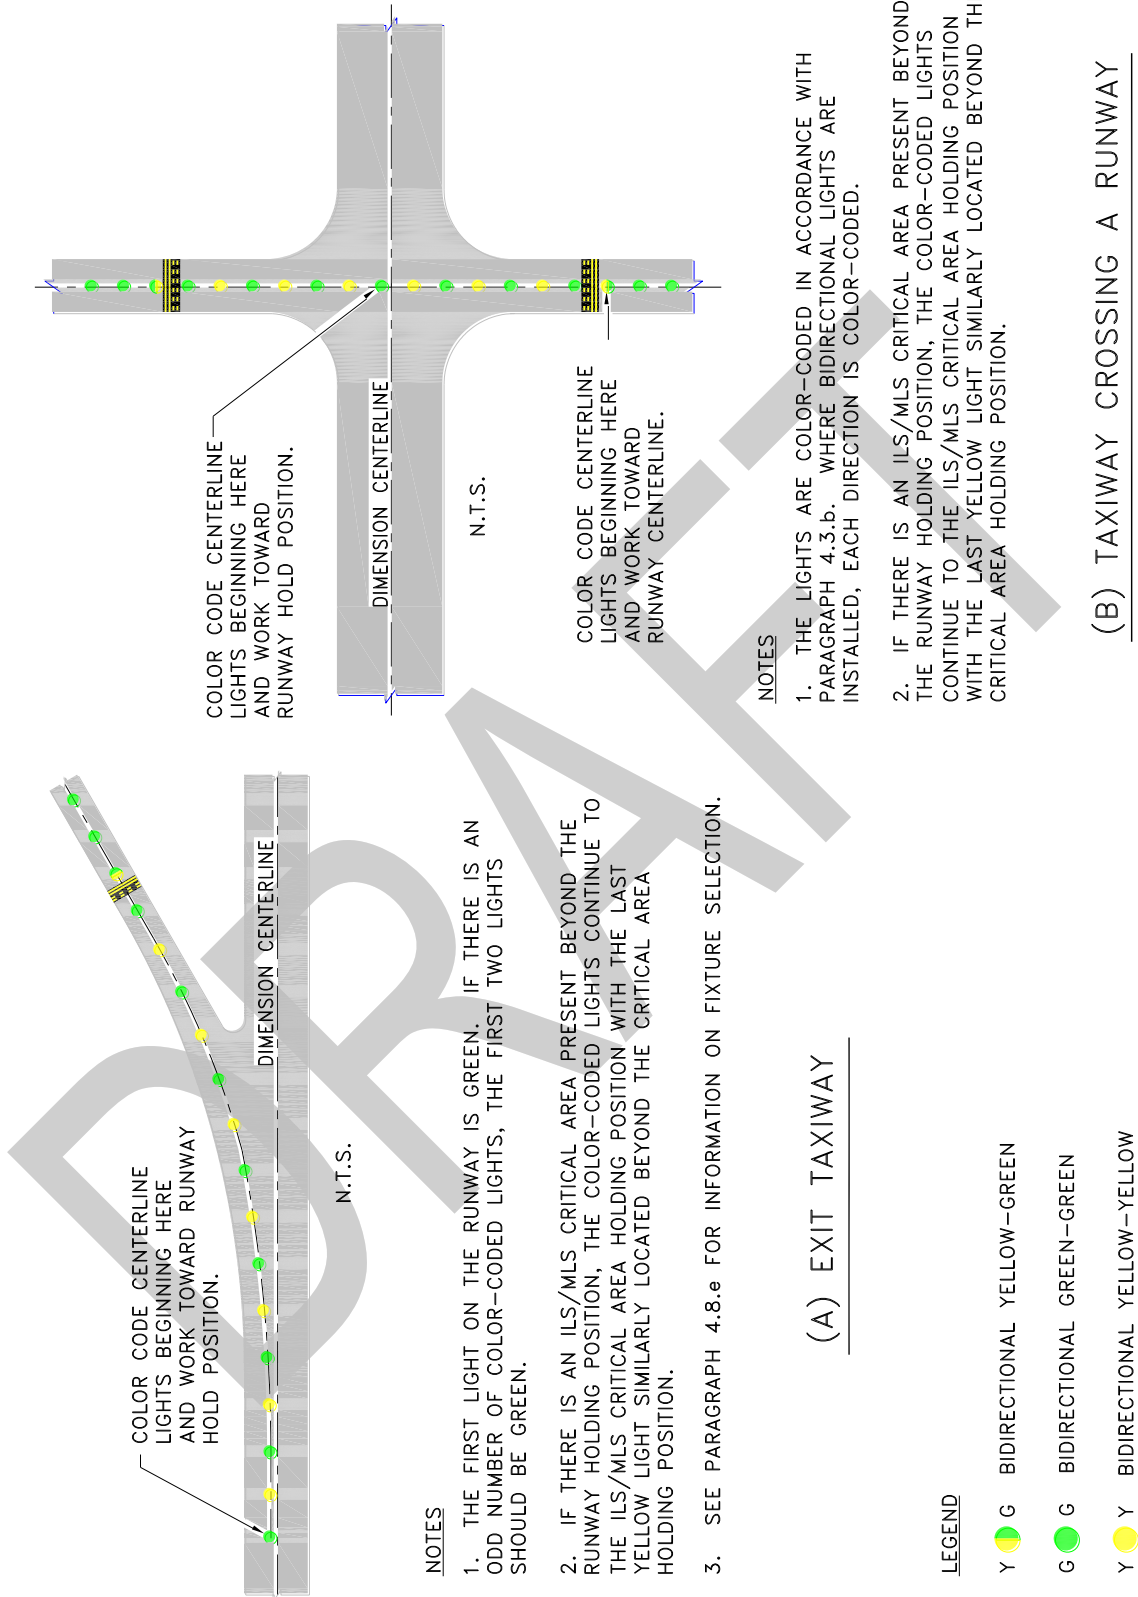 COLOR CODE CENTERLINE
LIGHTS BEGINNING HERE
AND WORK TOWARD RUNWAY
HOLD POSITION.
DIMENSION CENTERLINE
N.T.S.
NOTES
1. THE FIRST LIGHT ON THE RUNWAY IS GREEN. IF THERE IS AN
ODD NUMBER OF COLOR-CODED LIGHTS, THE FIRST TWO LIGHTS
SHOULD BE GREEN.
2. IF THERE IS AN ILS/MLS CRITICAL AREA PRESENT BEYOND THE
RUNWAY HOLDING POSITION, THE COLOR-CODED LIGHTS CONTINUE TO
THE ILS/MLS CRITICAL AREA HOLDING POSITION WITH THE LAST
YELLOW LIGHT SIMILARLY LOCATED BEYOND THE CRITICAL AREA
HOLDING POSITION.
3. SEE PARAGRAPH 4.8.e FOR INFORMATION ON FIXTURE SELECTION.
(A) EXIT TAXIWAY
LEGEND
Y G BIDIRECTIONAL YELLOW-GREEN
G G BIDIRECTIONAL GREEN-GREEN
Y Y BIDIRECTIONAL YELLOW-YELLOW
COLOR CODE CENTERLINE
LIGHTS BEGINNING HERE
AND WORK TOWARD
RUNWAY HOLD POSITION.
DIMENSION CENTERLINE
N.T.S.
COLOR CODE CENTERLINE
LIGHTS BEGINNING HERE
AND WORK TOWARD
RUNWAY CENTERLINE.
NOTES
1. THE LIGHTS ARE COLOR-CODED IN ACCORDANCE WITH
PARAGRAPH 4.3.b. WHERE BIDIRECTIONAL LIGHTS ARE
INSTALLED, EACH DIRECTION IS COLOR-CODED.
2. IF THERE IS AN ILS/MLS CRITICAL AREA PRESENT BEYOND
THE RUNWAY HOLDING POSITION, THE COLOR-CODED LIGHTS
CONTINUE TO THE ILS/MLS CRITICAL AREA HOLDING POSITION
WITH THE LAST YELLOW LIGHT SIMILARLY LOCATED BEYOND TH
CRITICAL AREA HOLDING POSITION.
(B) TAXIWAY CROSSING A RUNWAY
DRAFT